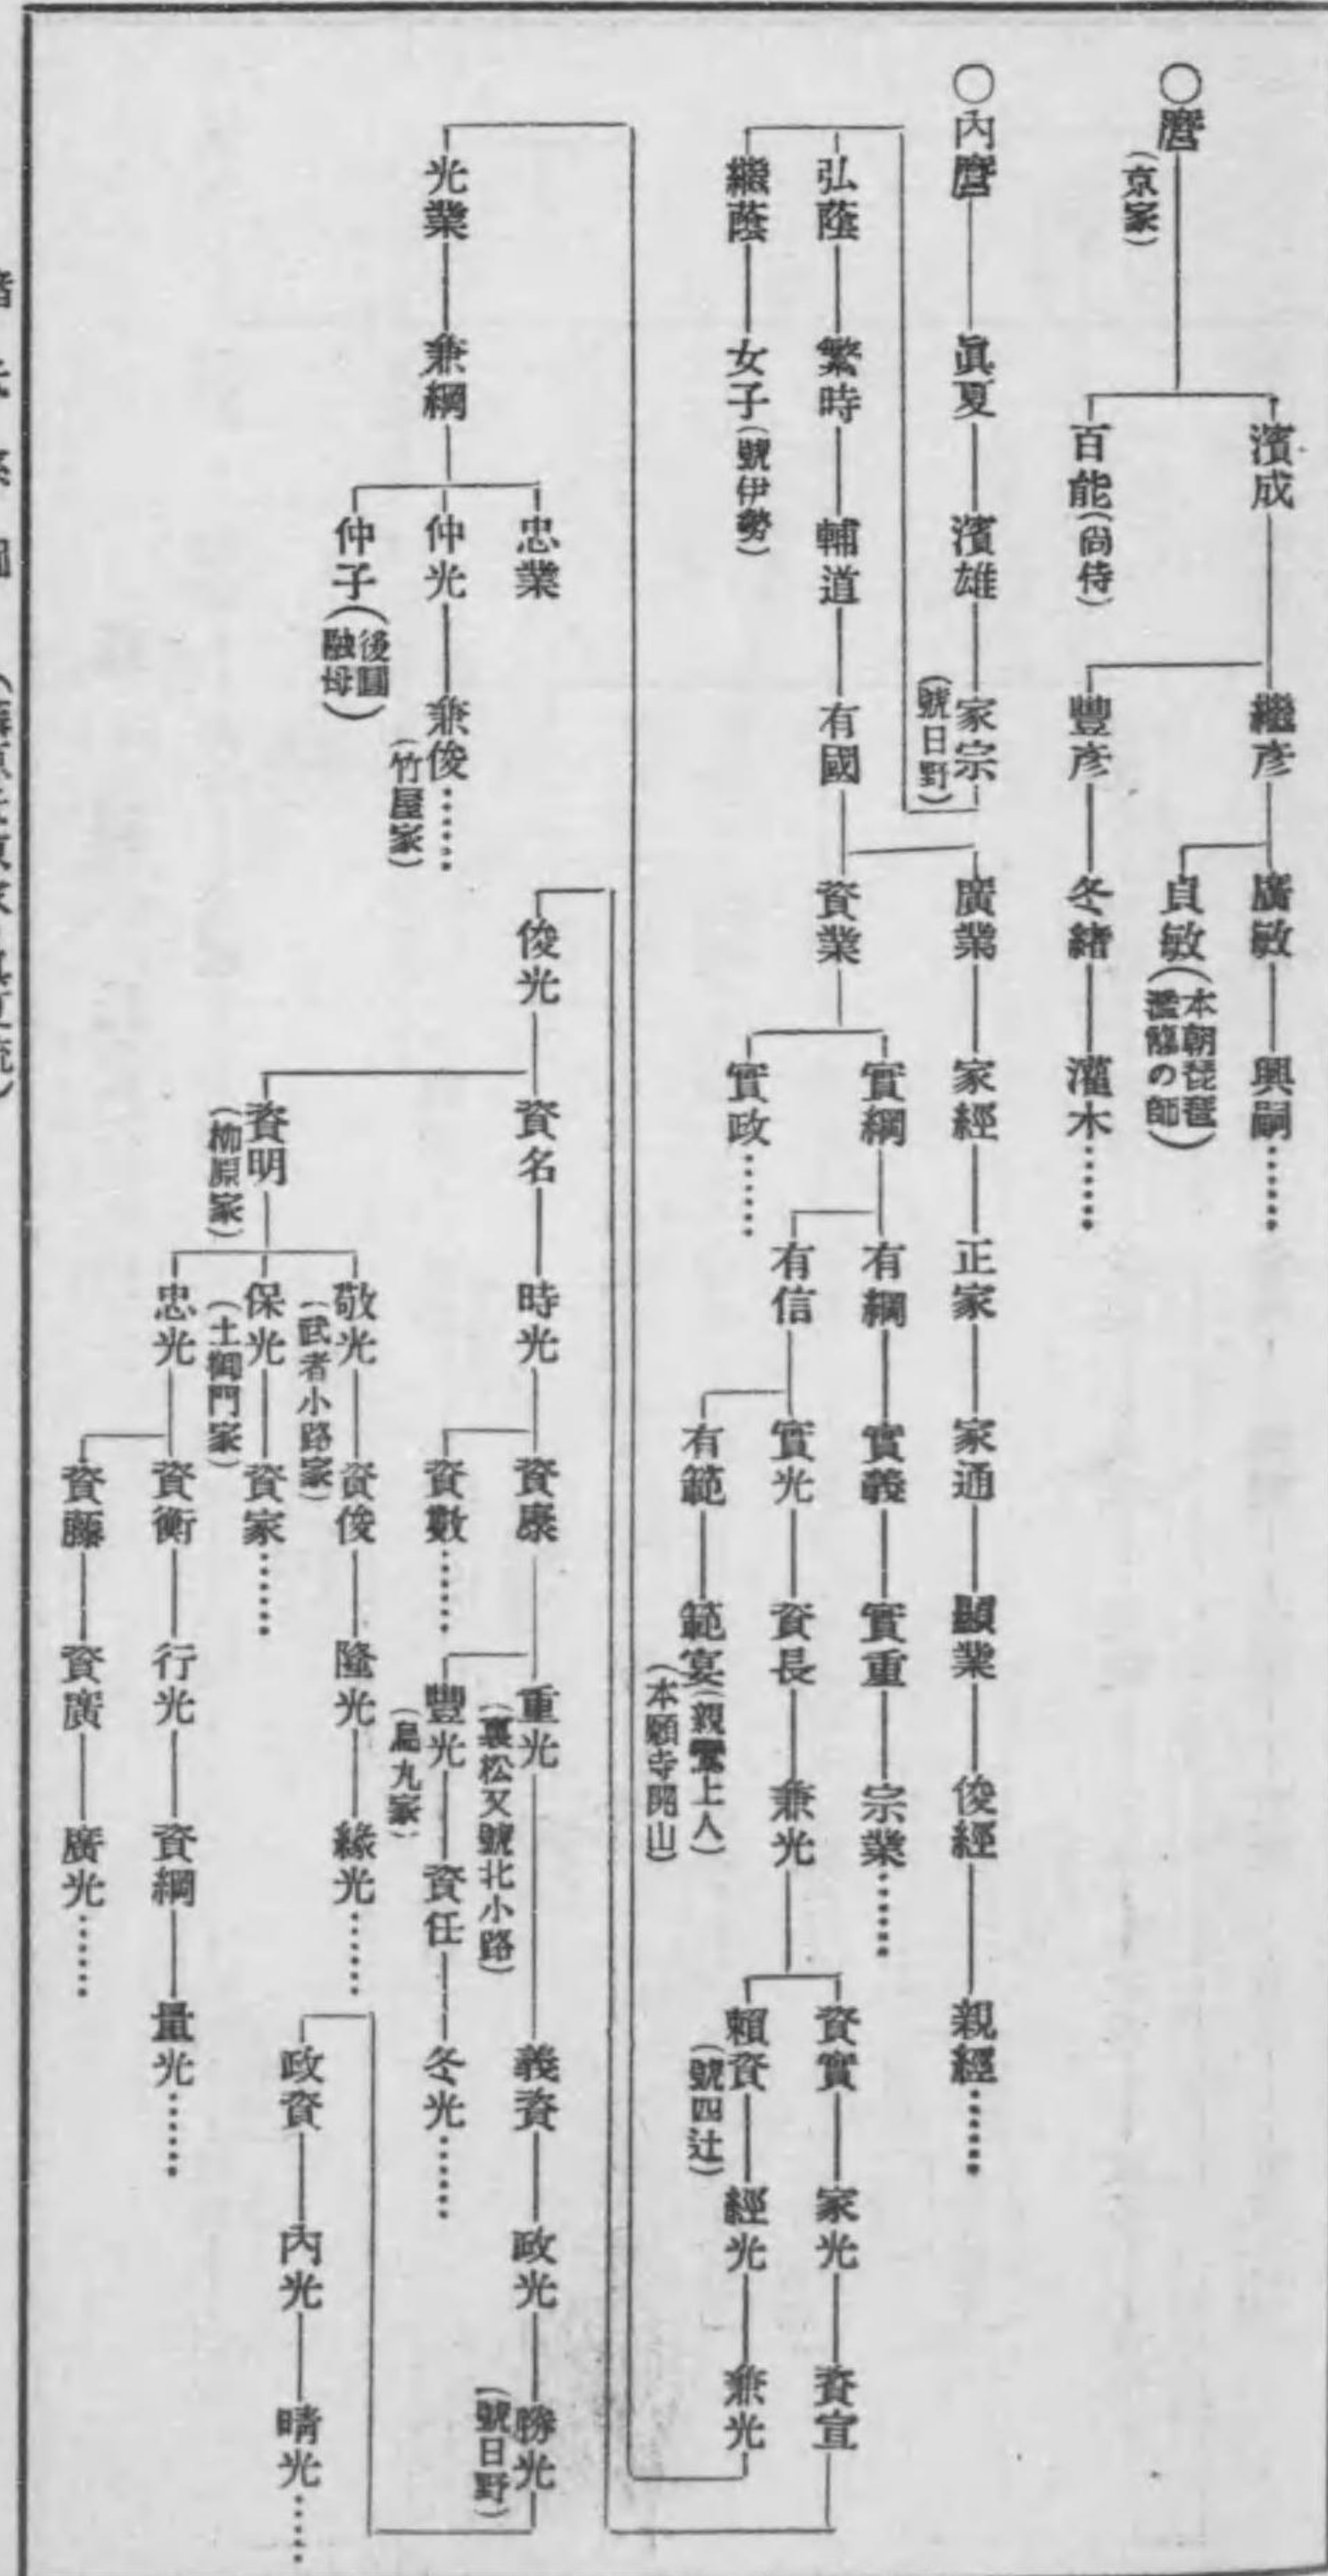 〇麿(京家)
濱成
百能(尙侍)
繼彥
豐彥
廣敏
貞敏(本朝琵琶濫觴の師)
興嗣……
冬緖
灌木……
〇內麿
眞夏
濱雄
家宗(號日野)
弘蔭
繁時
輔道
有國
繼蔭
女子(號伊勢)
廣業
家經
正家
家通
顯業
俊經
親經……
資業
實綱
有綱
實義
實重
宗業……
有信
實光
資長
兼光
資實
家光
資宣
賴資(號四辻)
經光
兼光
有範
範宴(親鸞上人)(本願寺開山)
實政……
光業
兼綱
忠業
仲光
兼俊……(竹屋家)
仲子(後圓融母)
俊光
資名
時光
資康
重光(裏松又號北小路)
義資
政光
勝光(號日野)
豐光(烏丸家)
資任
冬光……
資數……
資明(柳原家)
敬光(武者小路家)
資俊
隆光
緣光……
保光(土御門家)
資家……
忠光
資衡
行光
資綱
量光……
資藤
資廣
廣光……
政資
內光
晴光……